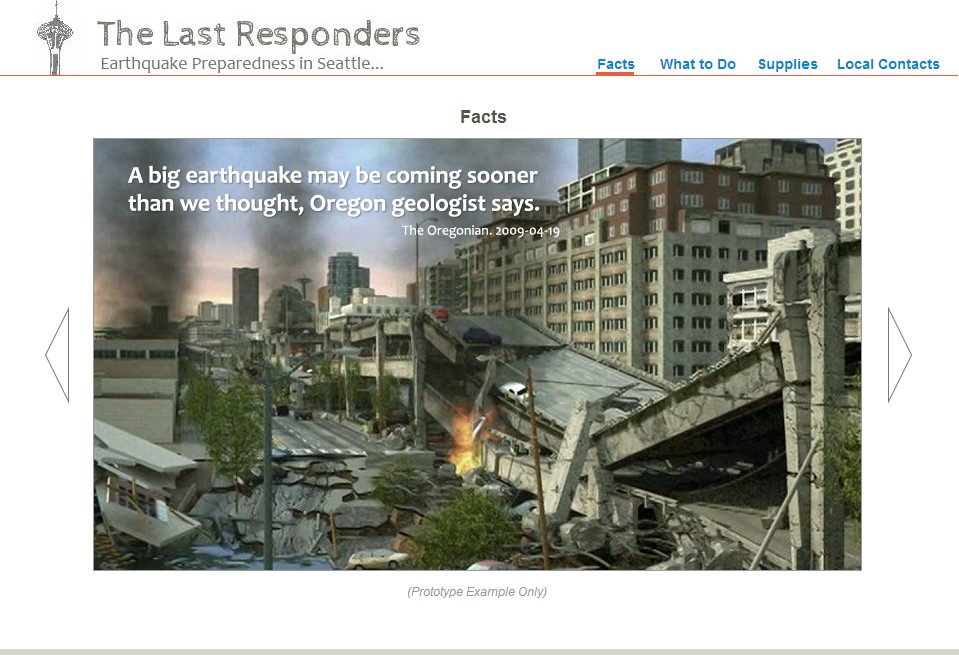 The Last Responders
Earthquake Preparedness in Seattle...
Facts What to Do Supplies Local Contacts
Facts
A big earthquake may be coming sooner
than we thought, Oregon geologist says.
The Oregonian. 2009-04-19
(Prototype Example Only)